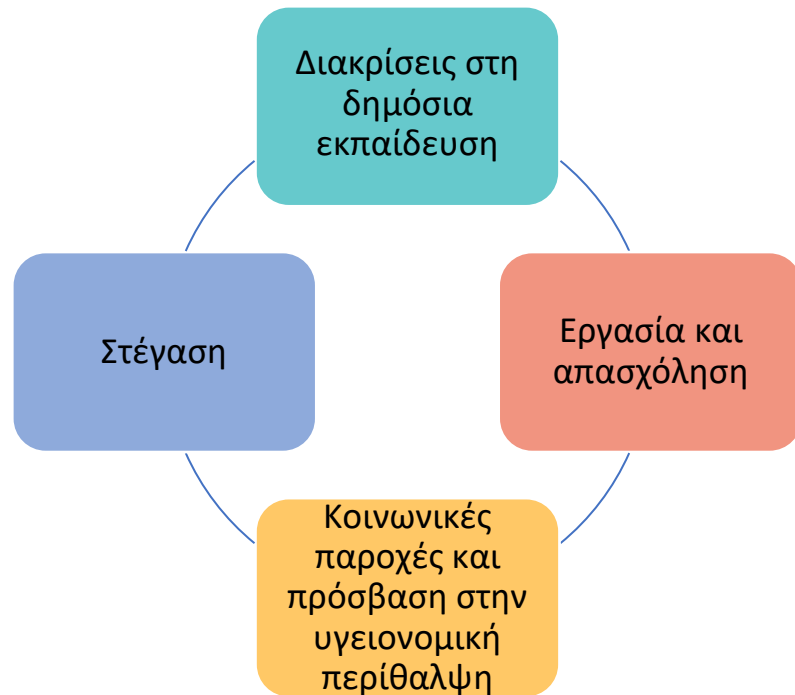 Διακρίσεις στη
δημόσια
εκπαίδευση
Στέγαση
Εργασία και
απασχόληση
Κοινωνικές
παροχές και
πρόσβαση στην
υγειονομική
περίθαλψη